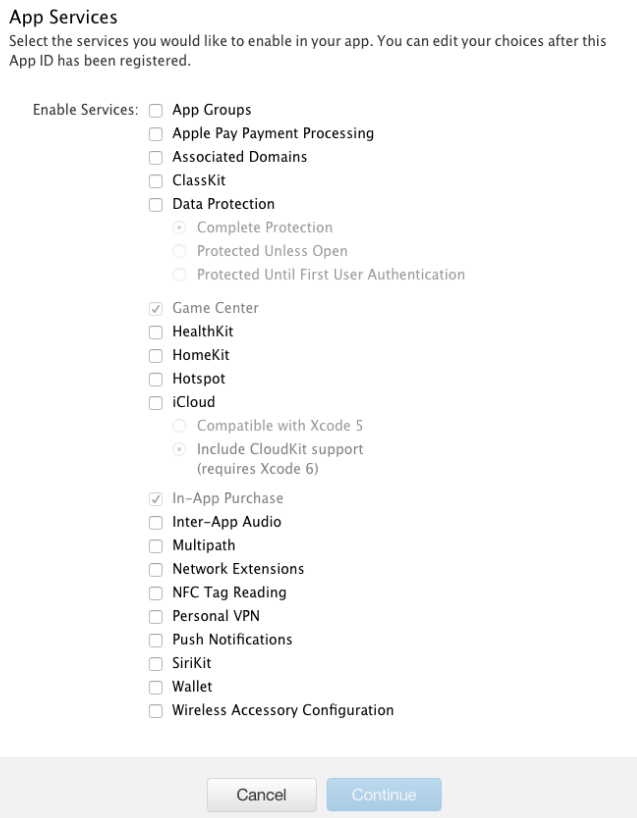 App Services
Select the services you would like to enable in your app. You can edit your choices after this
App ID has been registered.
Enable Services: App Groups
Apple Pay Payment Processing
Associated Domains
ClassKit
Data Protection
Complete Protection
Protected Unless Open
Protected Until First User Authentication
Game Center
HealthKit
HomeKit
Hotspot
iCloud
Compatible with Xcode 5
Include CloudKit support
(requires Xcode 6)
In-App Purchase
Inter-App Audio
Multipath
Network Extensions
NFC Tag Reading
Personal VPN
Push Notifications
SiriKit
Wallet
Wireless Accessory Configuration
Cancel Continue